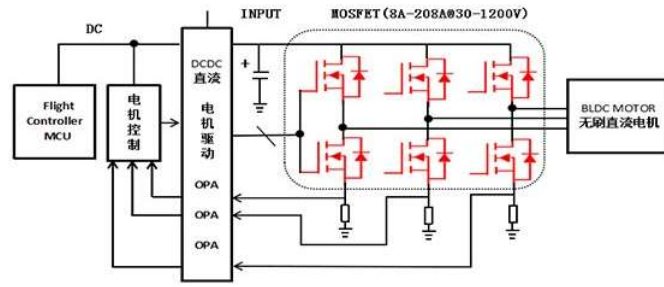 DC
INPUT
MOSFET(8A-208A@30-1200V)
Flight
Controller
MCU
电机控制
DCDC
直流
电机驱动
OPA
OPA
OPA
+
BLDC MOTOR
无刷直流电机